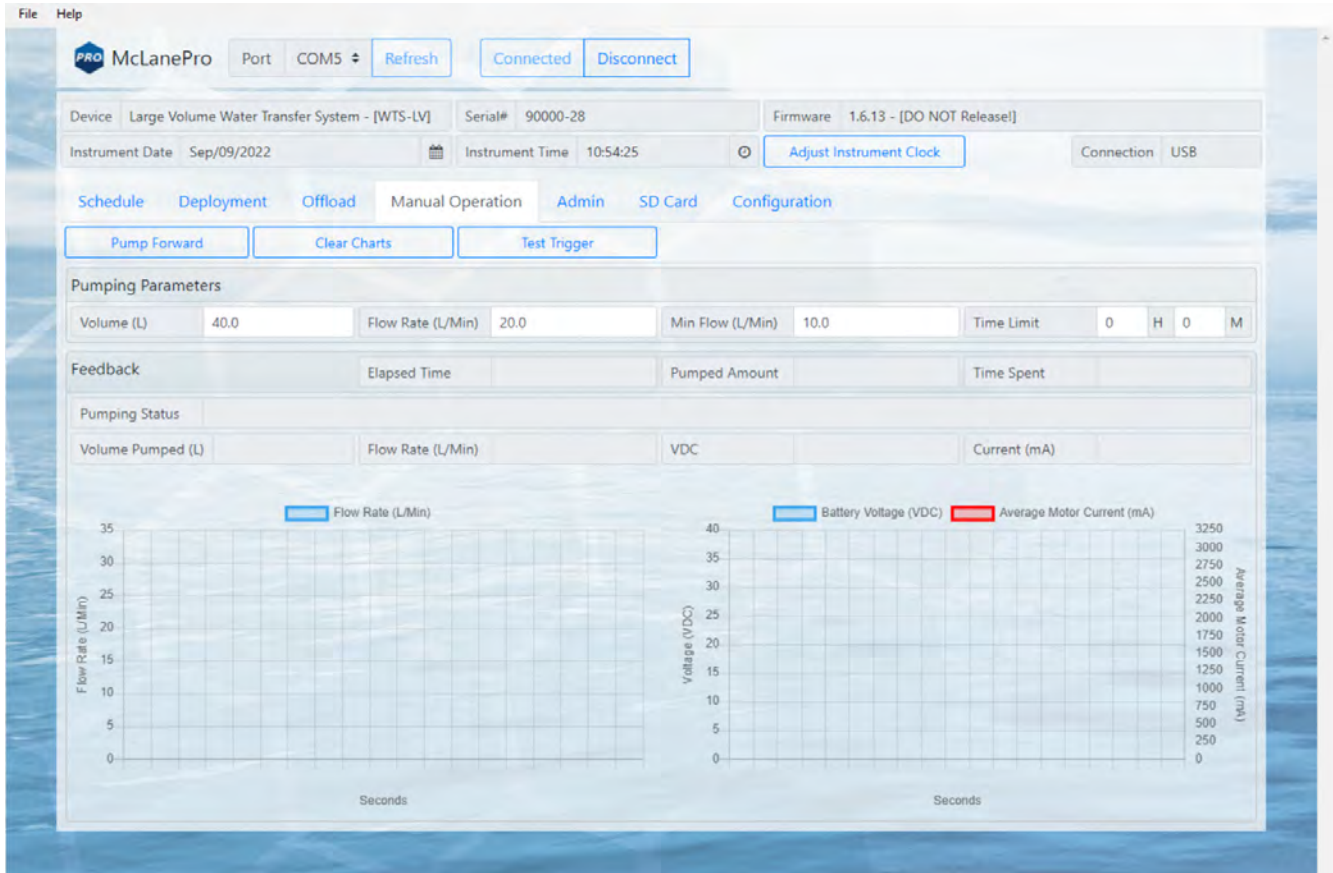 File Help
PRO McLanePro Port COM5 Refresh Connected Disconnect
Device Large Volume Water Transfer System - [WTS-LV] Serial# 90000-28 Firmware 1.6.13 - [DO NOT Release!]
Instrument Date Sep/09/2022 Instrument Time 10:54:25 Adjust Instrument Clock Connection USB
Schedule Deployment Offload Manual Operation Admin SD Card Configuration
Pump Forward Clear Charts Test Trigger
Pumping Parameters
Volume (L) 40.0 Flow Rate (L/Min) 20.0 Min Flow (L/Min) 10.0 Time Limit 0 H 0 M
Feedback Elapsed Time Pumped Amount Time Spent
Pumping Status
Volume Pumped (L) Flow Rate (L/Min) VDC Current (mA)
Flow Rate (L/Min)
35
30
25
20
15
10
5
0
Flow Rate (L/Min)
Seconds
Battery Voltage (VDC) Average Motor Current (mA)
40
35
30
25
20
15
10
5
0
Voltage (VDC)
3250
3000
2750
2500
2250
2000
1750
1500
1250
1000
750
500
250
0
Average Motor Current (mA)
Seconds